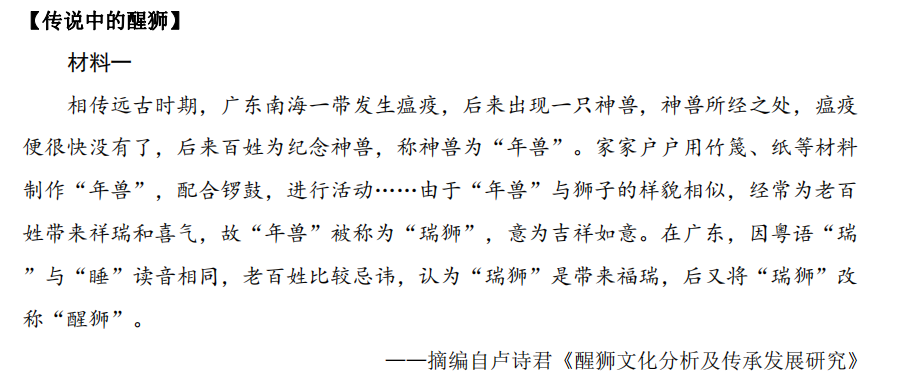 【传说中的醒狮】
材料一
相传远古时期，广东南海一带发生瘟疫，后来出现一只神兽，神兽所经之处，瘟疫
便很快没有了，后来百姓为纪念神兽，称神兽为“年兽”。家家户户用竹篾、纸等材料
制作“年兽”，配合锣鼓，进行活动……由于“年兽”与狮子的样貌相似，经常为老百
姓带来祥瑞和喜气，故“年兽”被称为“瑞狮”，意为吉祥如意。在广东，因粤语“瑞
”与“睡”读音相同，老百姓比较忌讳，认为“瑞狮”是带来福瑞，后又将“瑞狮”改
称“醒狮”。
——摘编自卢诗君《醒狮文化分析及传承发展研究》